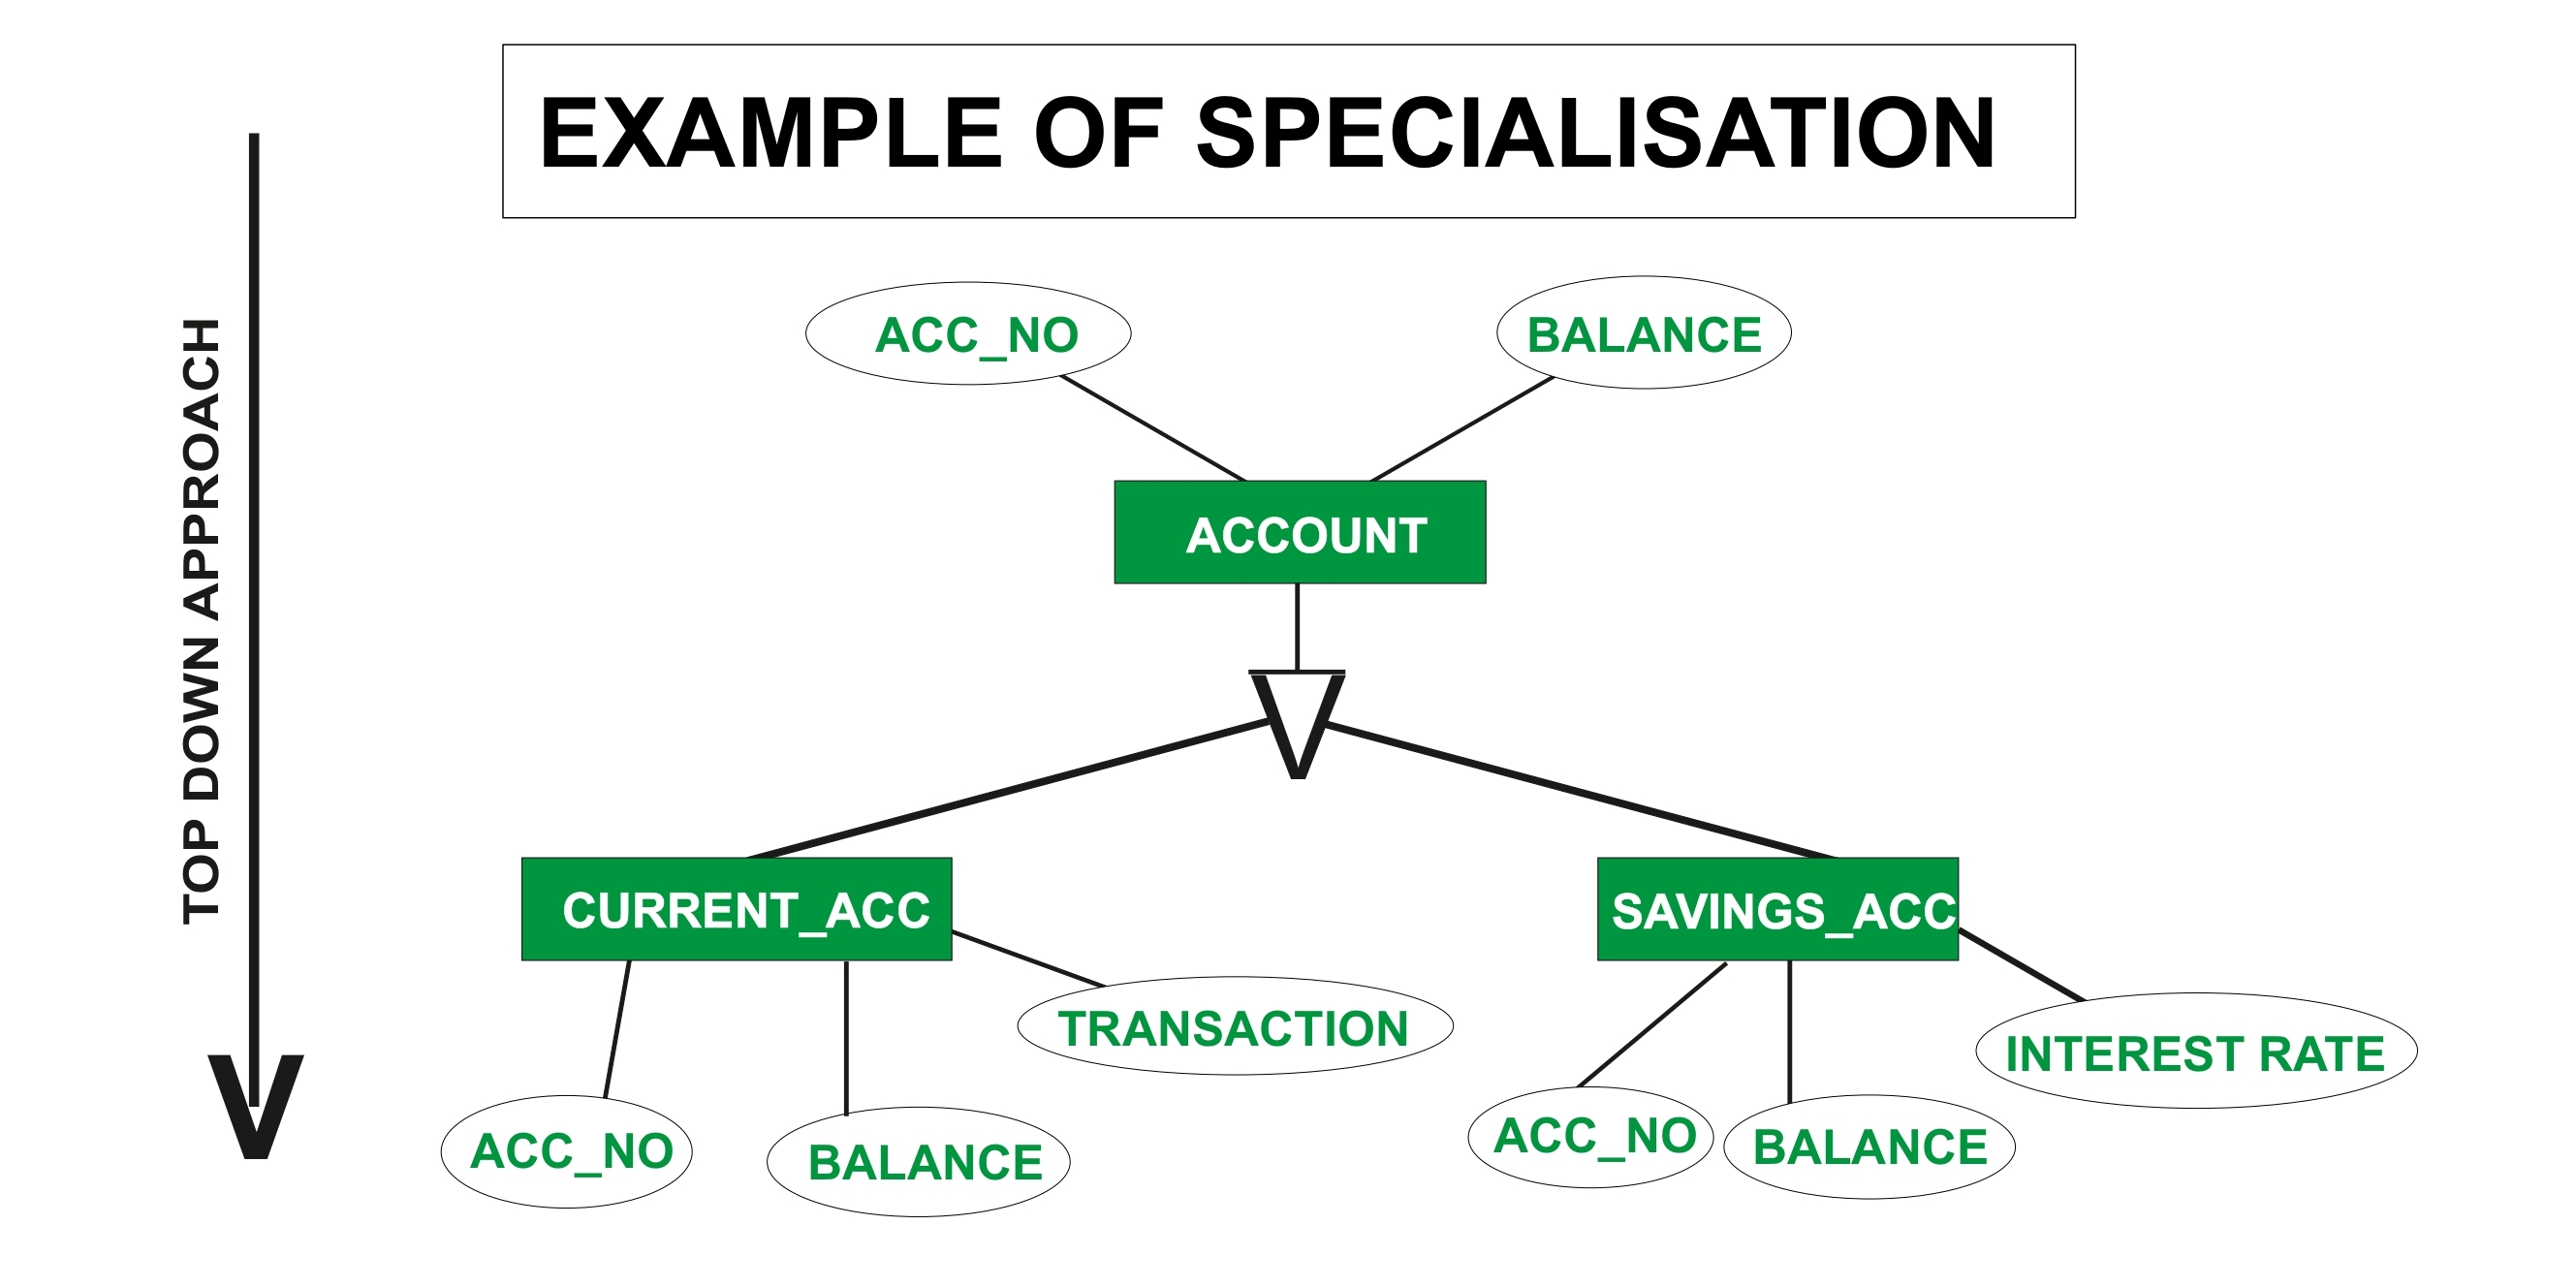 EXAMPLE OF SPECIALISATION
TOP DOWN APPROACH
ACC_NO
BALANCE
ACCOUNT
CURRENT_ACC
SAVINGS_ACC
TRANSACTION
INTEREST RATE
ACC_NO
BALANCE
ACC_NO
BALANCE